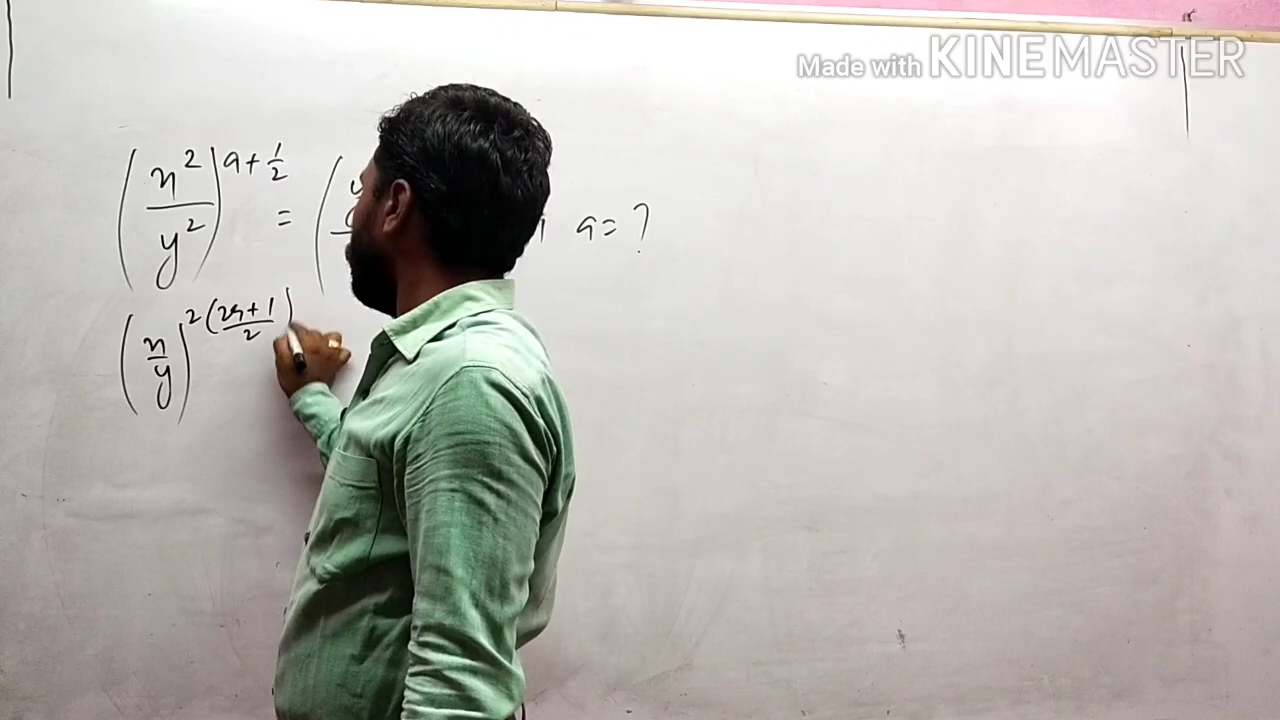 Made with KINEMASTER
(x²/y²)^(a+1/2) = ( a=?
(x/y)^2((2a+1)/2)